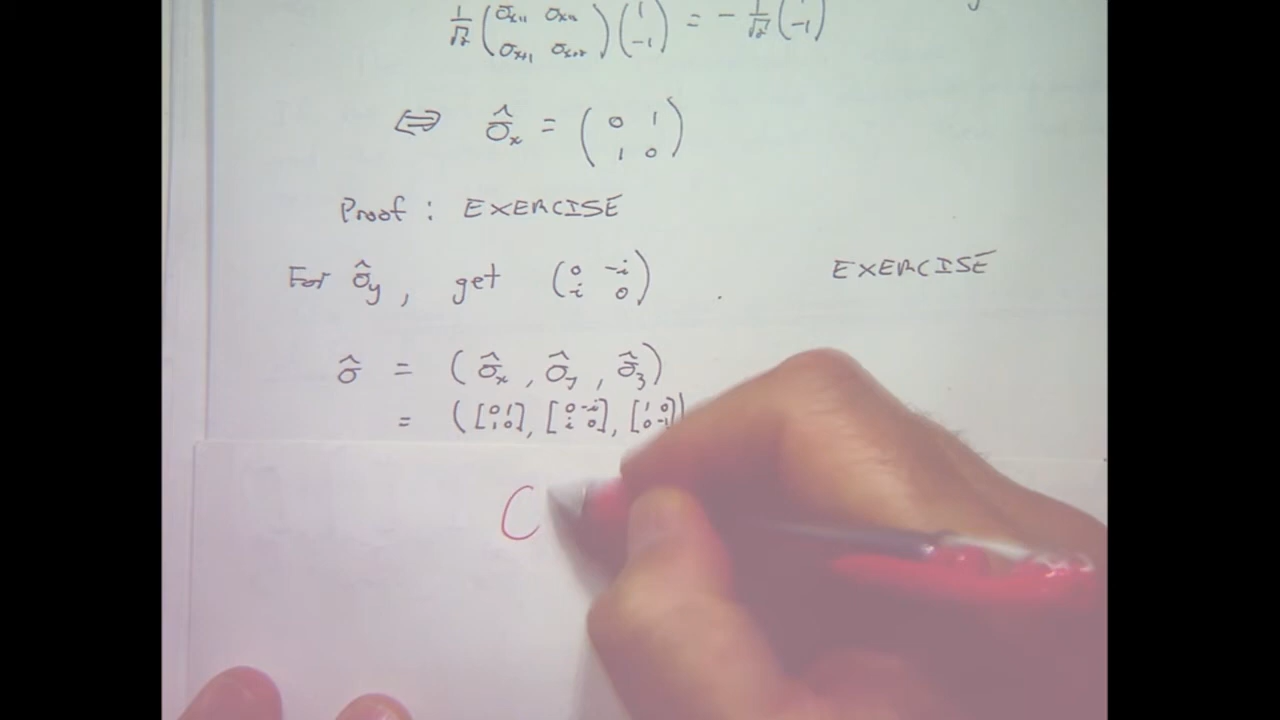 1/√2 (σx11 σx12 ) ( 1 ) = - 1/√2 ( 1 )
(σx21 σx22 ) ( -1 ) ( -1 )
⇔ σ̂x = ( 0 1
1 0 )
Proof : EXERCISE
For σ̂y , get ( 0 -i
i 0 ) . EXERCISE
σ̂ = ( σ̂x , σ̂y , σ̂3 )
= ( [ 0 1 ; 1 0 ], [ 0 -i ; i 0 ], [ 1 0 ; 0 -1 ] )
C